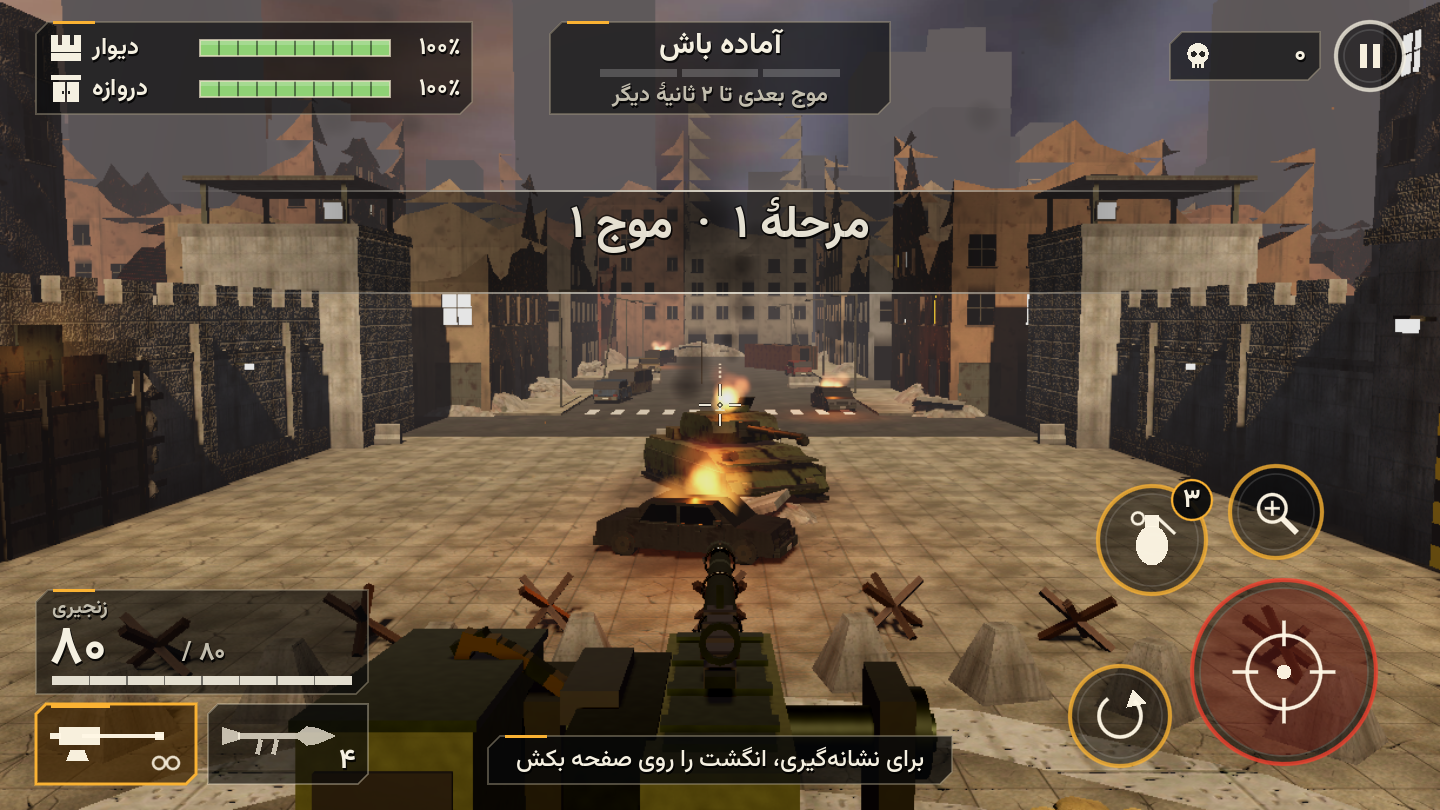 دیوار ۱۰۰٪
دروازه ۱۰۰٪
آماده باش
موج بعدی تا ۲ ثانیهٔ دیگر
۰
مرحلهٔ ۱ · موج ۱
۳
زنجیری
۸۰ / ۸۰
∞
۴
برای نشانه‌گیری، انگشت را روی صفحه بکش